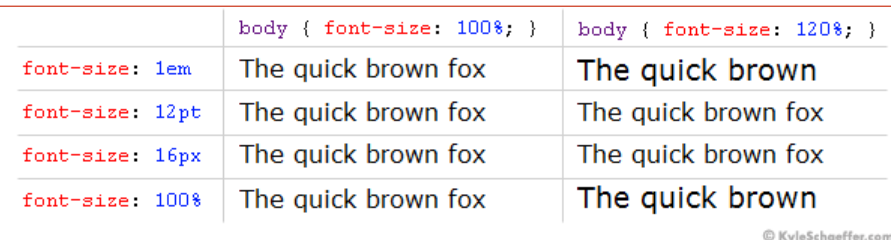 body { font-size: 100%; } body { font-size: 120%; }
font-size: 1em The quick brown fox The quick brown
font-size: 12pt The quick brown fox The quick brown fox
font-size: 16px The quick brown fox The quick brown fox
font-size: 100% The quick brown fox The quick brown
© KyleSchaeffer.com